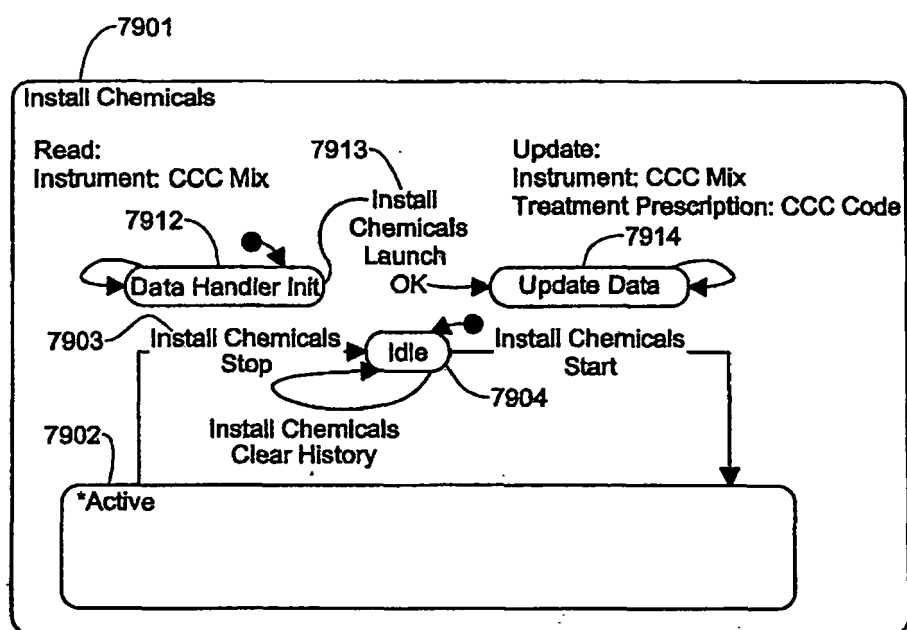 7901
Install Chemicals
Read:
Instrument: CCC Mix
7913
Install
Chemicals
Launch
OK
Update:
Instrument: CCC Mix
Treatment Prescription: CCC Code
7912
7914
Data Handler Init
Update Data
7903
Install Chemicals
Stop
Idle
Install Chemicals
Start
7904
Install Chemicals
Clear History
7902
*Active